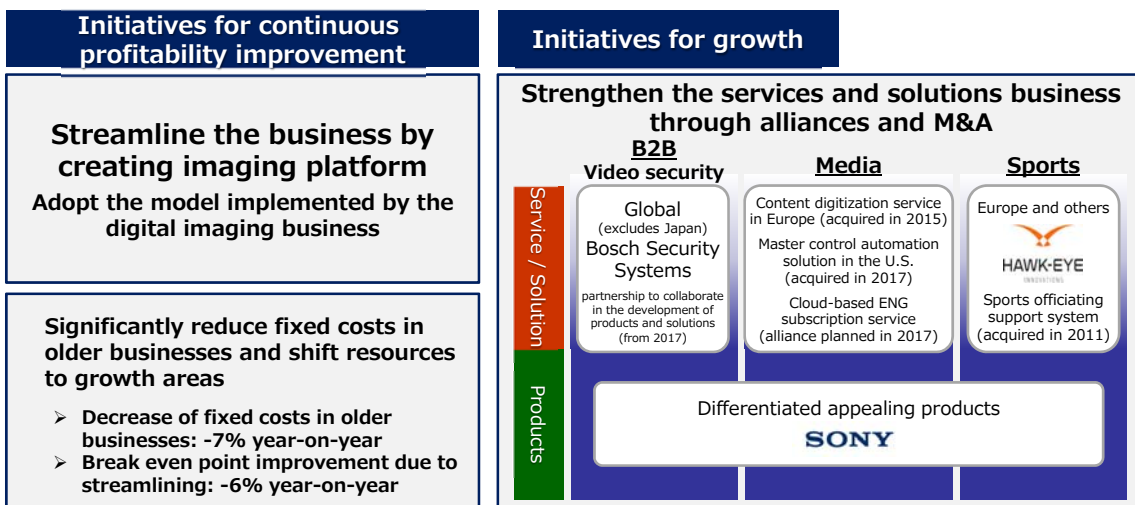 Initiatives for continuous
profitability improvement
Streamline the business by
creating imaging platform
Adopt the model implemented by the
digital imaging business
Significantly reduce fixed costs in
older businesses and shift resources
to growth areas
➢ Decrease of fixed costs in older
businesses: -7% year-on-year
➢ Break even point improvement due to
streamlining: -6% year-on-year
Initiatives for growth
Strengthen the services and solutions business
through alliances and M&A
B2B
Video security
Media
Sports
Service / Solution
Global
(excludes Japan)
Bosch Security
Systems
partnership to collaborate
in the development of
products and solutions
(from 2017)
Content digitization service
in Europe (acquired in 2015)
Master control automation
solution in the U.S.
(acquired in 2017)
Cloud-based ENG
subscription service
(alliance planned in 2017)
Europe and others
HAWK-EYE
INNOVATIONS
Sports officiating
support system
(acquired in 2011)
Products
Differentiated appealing products
SONY